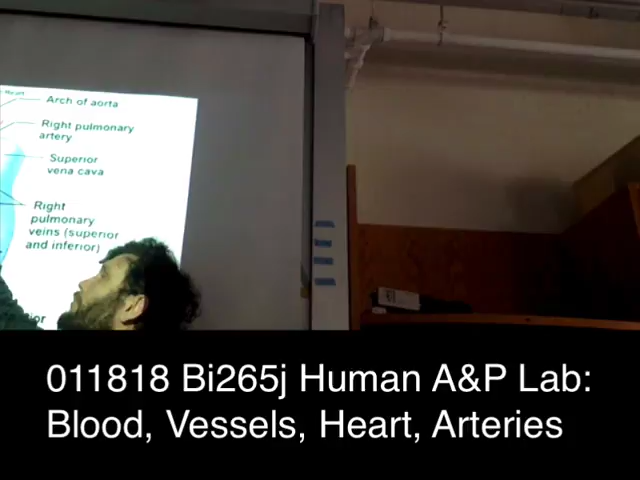 Heart
Arch of aorta
Right pulmonary
artery
Superior
vena cava
Right
pulmonary
veins (superior
and inferior)
011818 Bi265j Human A&P Lab:
Blood, Vessels, Heart, Arteries